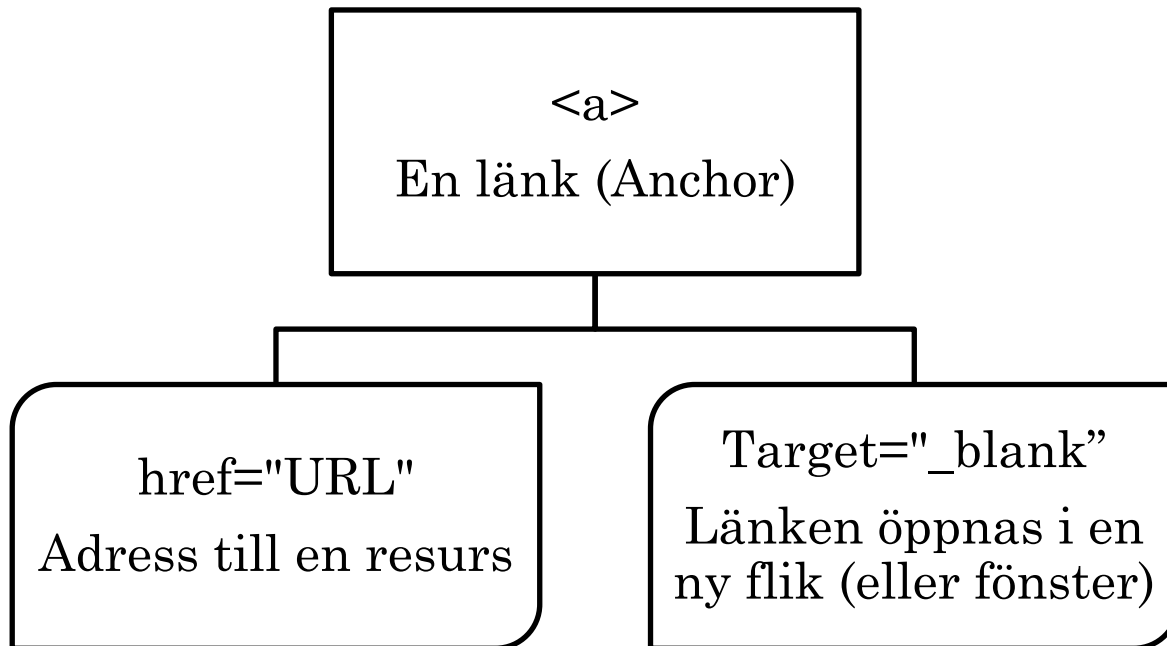 <a>
En länk (Anchor)
href="URL"
Adress till en resurs
Target="_blank”
Länken öppnas i en
ny flik (eller fönster)